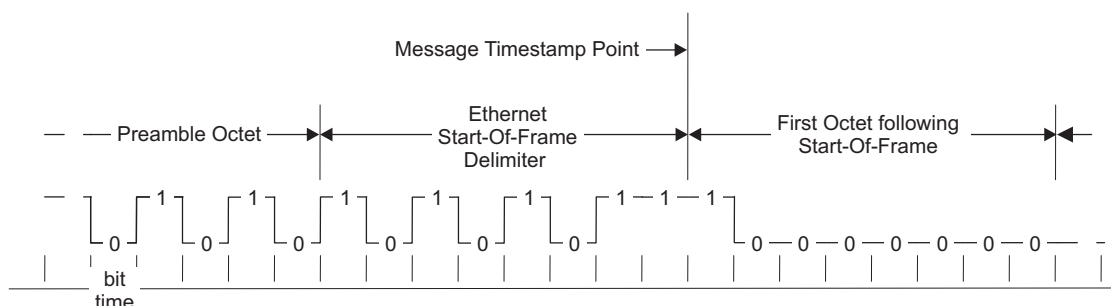 Message Timestamp Point
Preamble Octet
Ethernet
Start-Of-Frame
Delimiter
First Octet following
Start-Of-Frame
1 1 1 1 1 1 1 1
0 0 0 0 0 0 0 0 0 0 0 0 0
bit
time